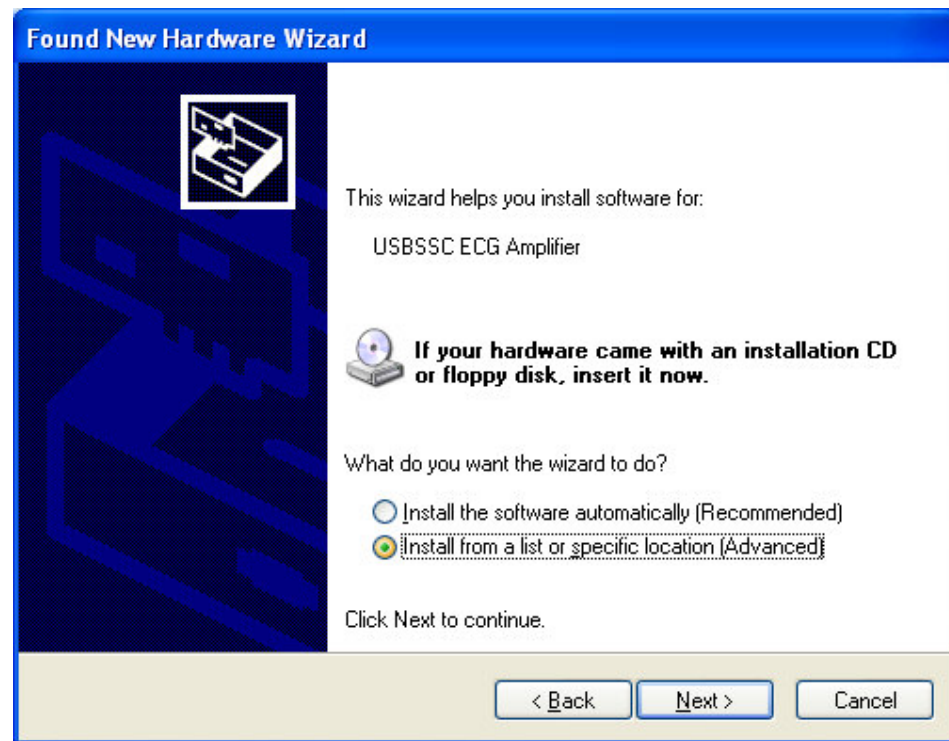 Found New Hardware Wizard
This wizard helps you install software for:
USBSSC ECG Amplifier
If your hardware came with an installation CD
or floppy disk, insert it now.
What do you want the wizard to do?
Install the software automatically (Recommended)
Install from a list or specific location (Advanced)
Click Next to continue.
< Back
Next >
Cancel